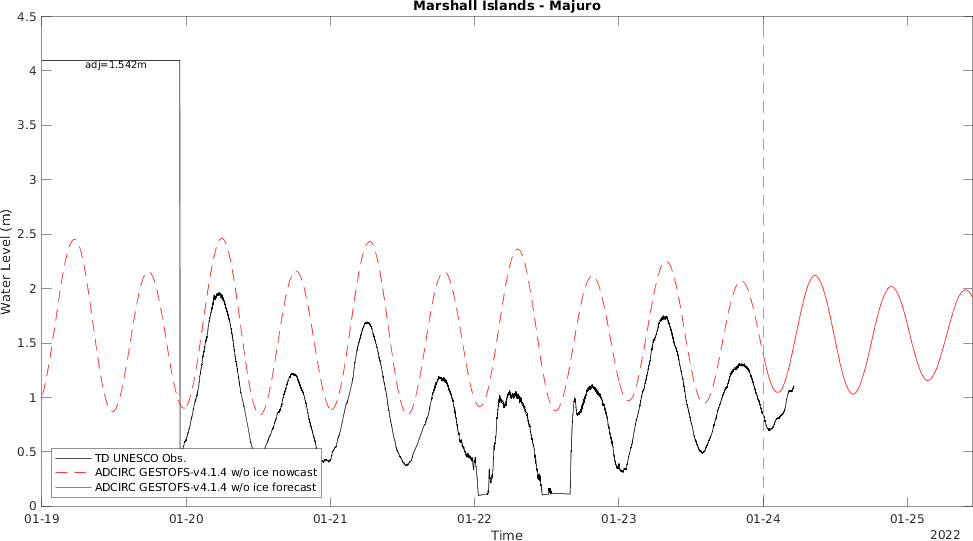 Marshall Islands - Majuro
4.5
4
3.5
3
2.5
2
1.5
1
0.5
0
Water Level (m)
adj=1.542m
TD UNESCO Obs.
ADCIRC GESTOFS-v4.1.4 w/o ice nowcast
ADCIRC GESTOFS-v4.1.4 w/o ice forecast
01-19 01-20 01-21 01-22 01-23 01-24 01-25
Time
2022